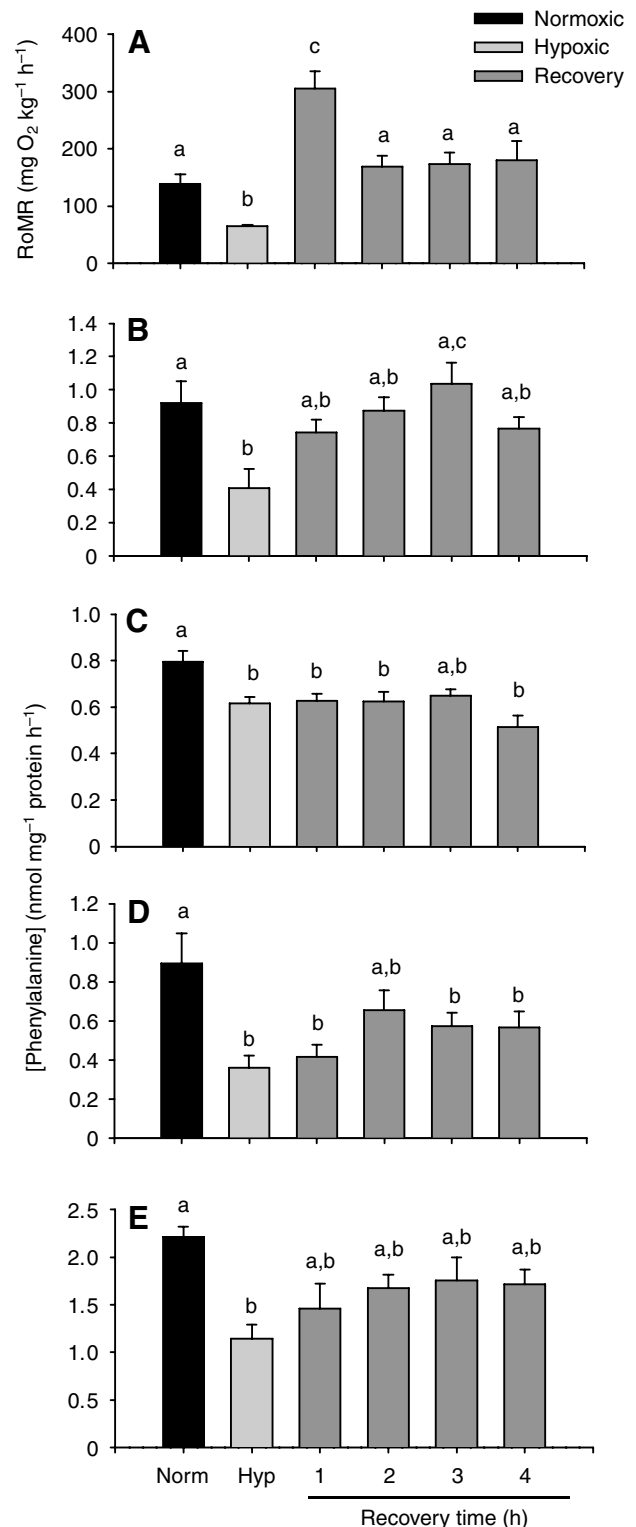 Normoxic
Hypoxic
Recovery
A
RoMR (mg O₂ kg⁻¹ h⁻¹)
400
300
200
100
0
a
b
c
a
a
a
B
1.4
1.2
1.0
0.8
0.6
0.4
0.2
0
a
b
a,b
a,b
a,c
a,b
[Phenylalanine] (nmol mg⁻¹ protein h⁻¹)
C
1.0
0.8
0.6
0.4
0.2
0
a
b
b
b
a,b
b
D
1.2
1.0
0.8
0.6
0.4
0.2
0
a
b
b
a,b
b
b
E
2.5
2.0
1.5
1.0
0.5
0
a
b
a,b
a,b
a,b
a,b
Norm Hyp 1 2 3 4
Recovery time (h)